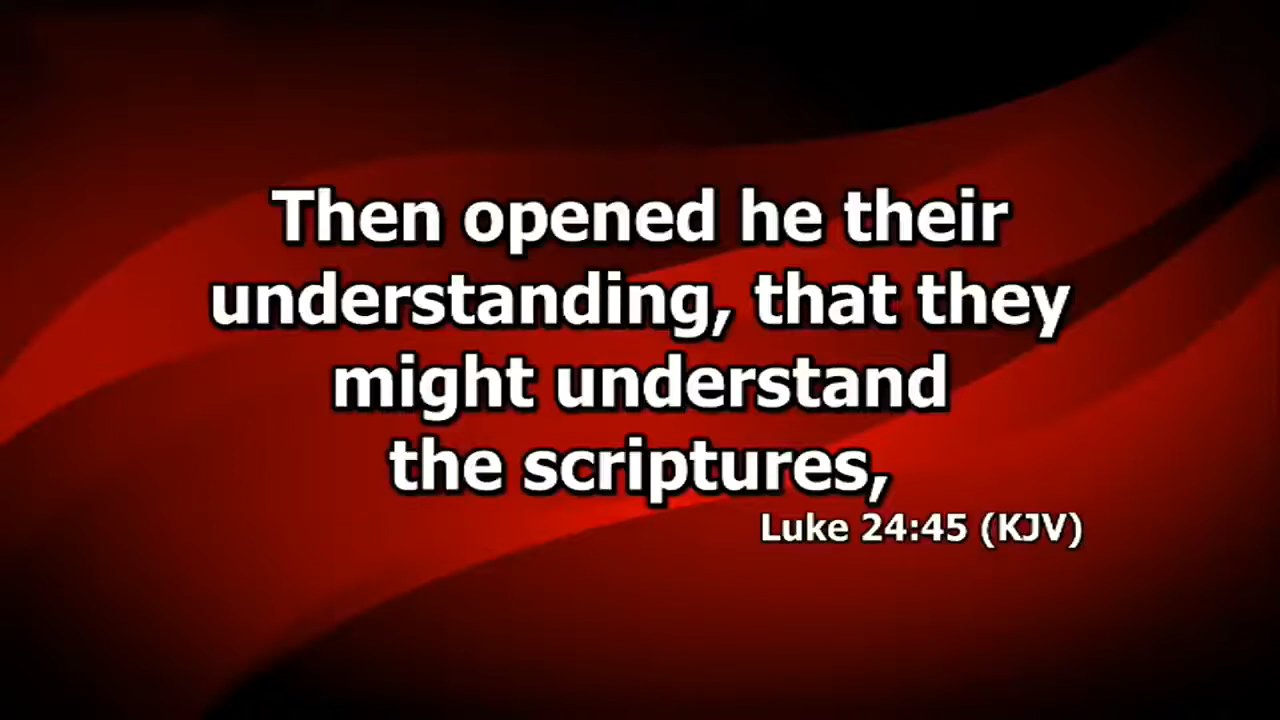 Then opened he their
understanding, that they
might understand
the scriptures,
Luke 24:45 (KJV)